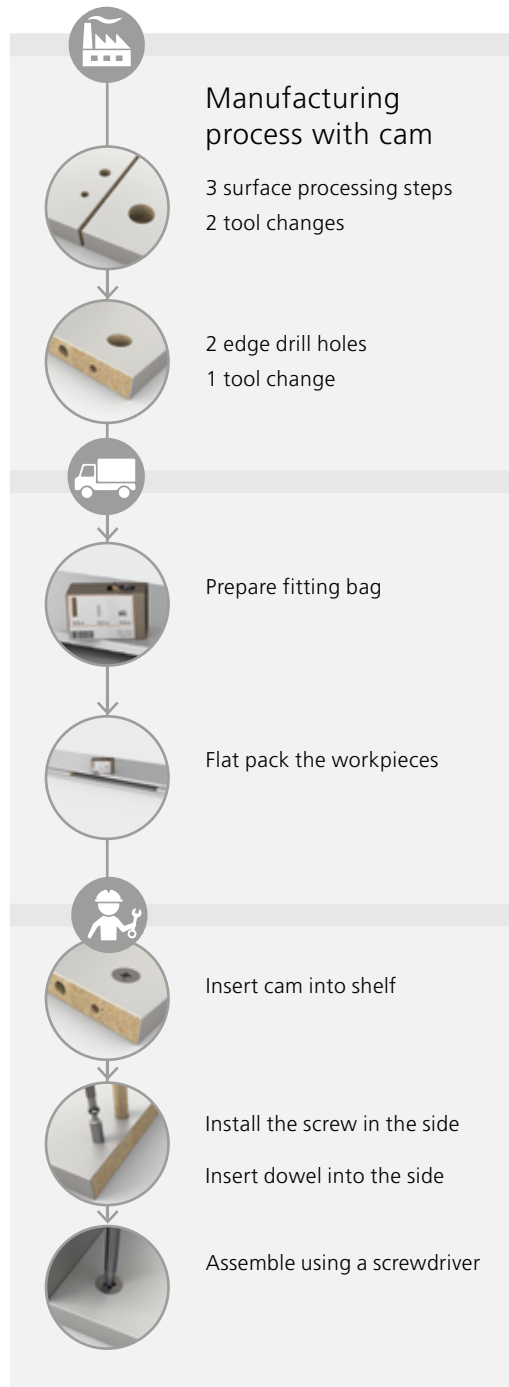 Manufacturing
process with cam
3 surface processing steps
2 tool changes
2 edge drill holes
1 tool change
Prepare fitting bag
Flat pack the workpieces
Insert cam into shelf
Install the screw in the side
Insert dowel into the side
Assemble using a screwdriver